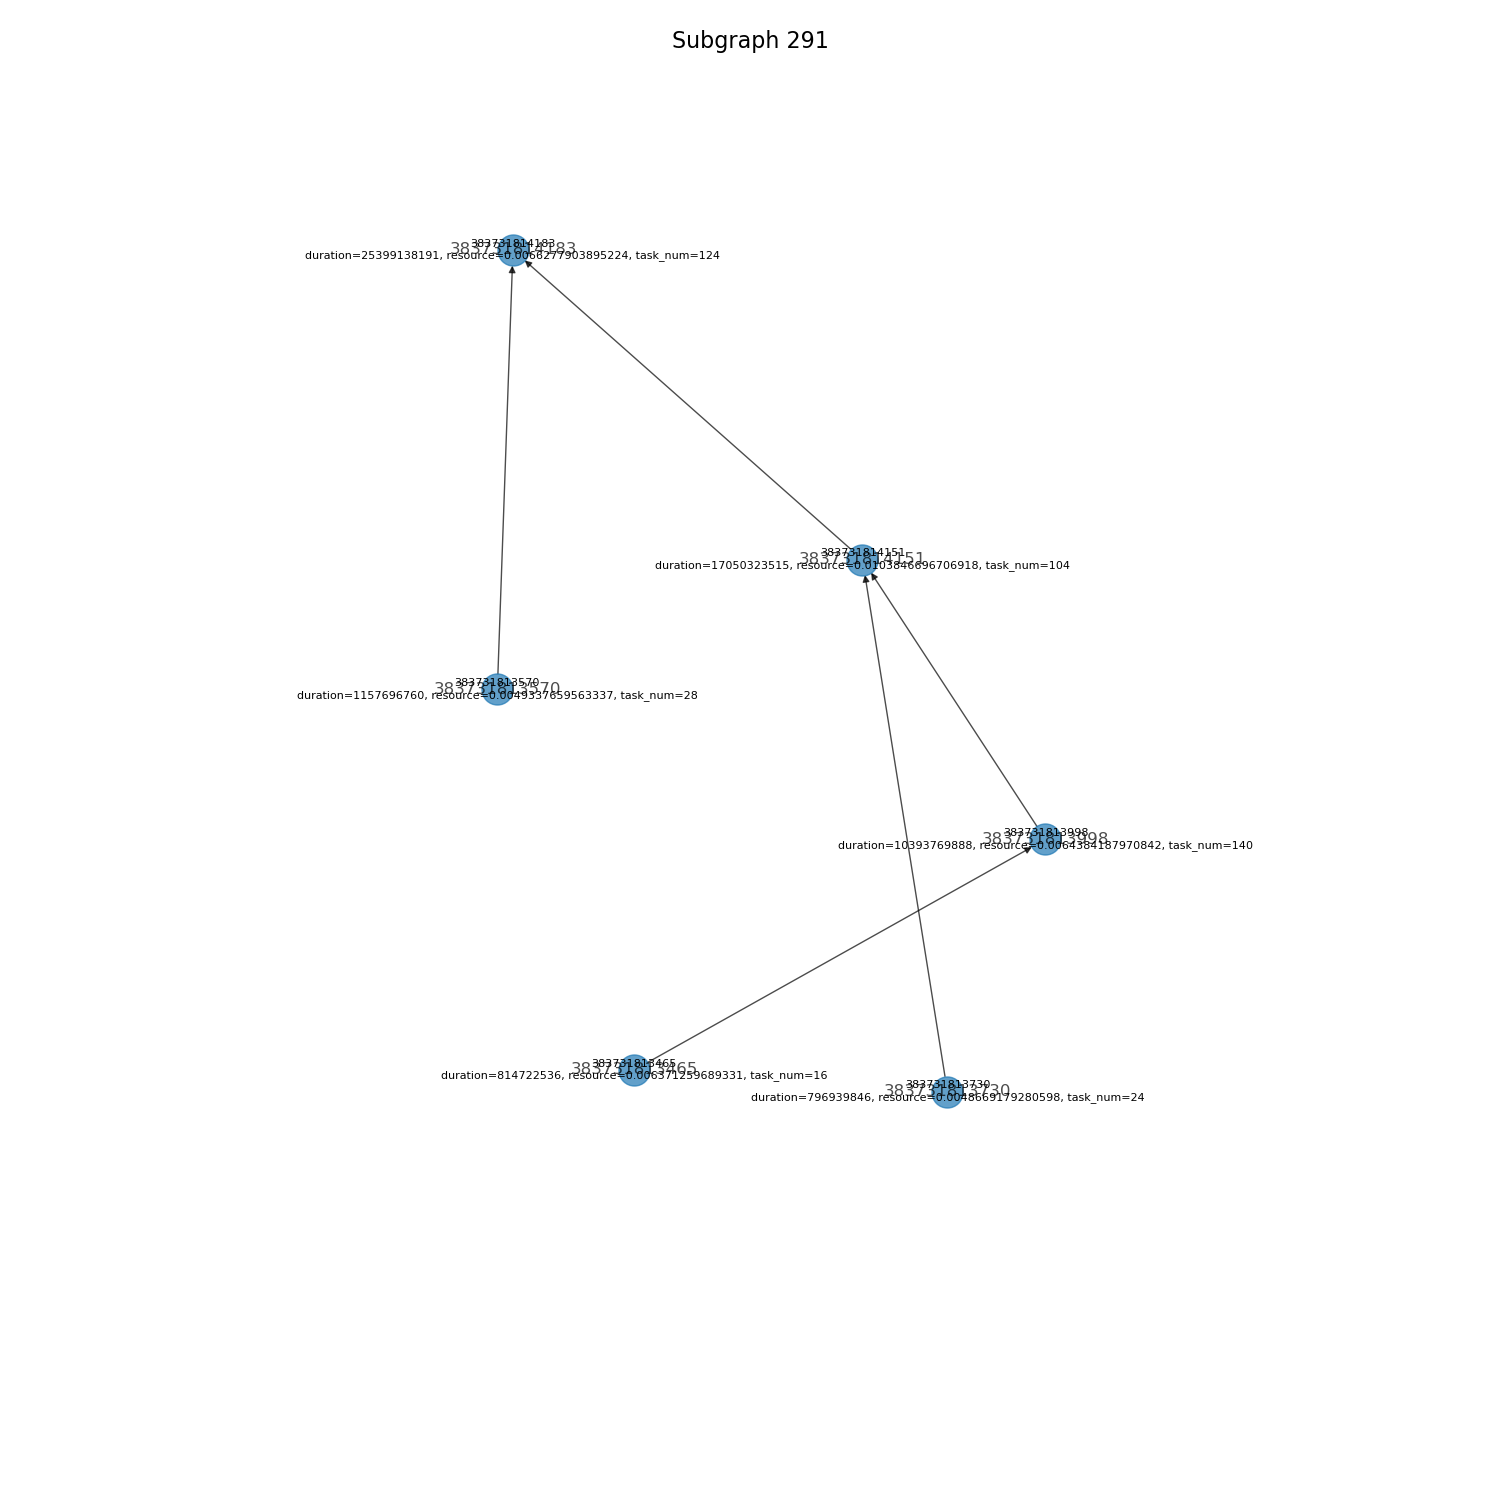 Subgraph 291
383731814183
383731814183
duration=25399138191, resource=0.0066277903895224, task_num=124
383731814151
383731814151
duration=17050323515, resource=0.0103846696706918, task_num=104
383731813570
383731813570
duration=1157696760, resource=0.0049337659563337, task_num=28
383731813998
383731813998
duration=10393769888, resource=0.0064384187970842, task_num=140
383731813465
383731813465
duration=814722536, resource=0.006371259689331, task_num=16
383731813730
383731813730
duration=796939846, resource=0.0048669179280598, task_num=24